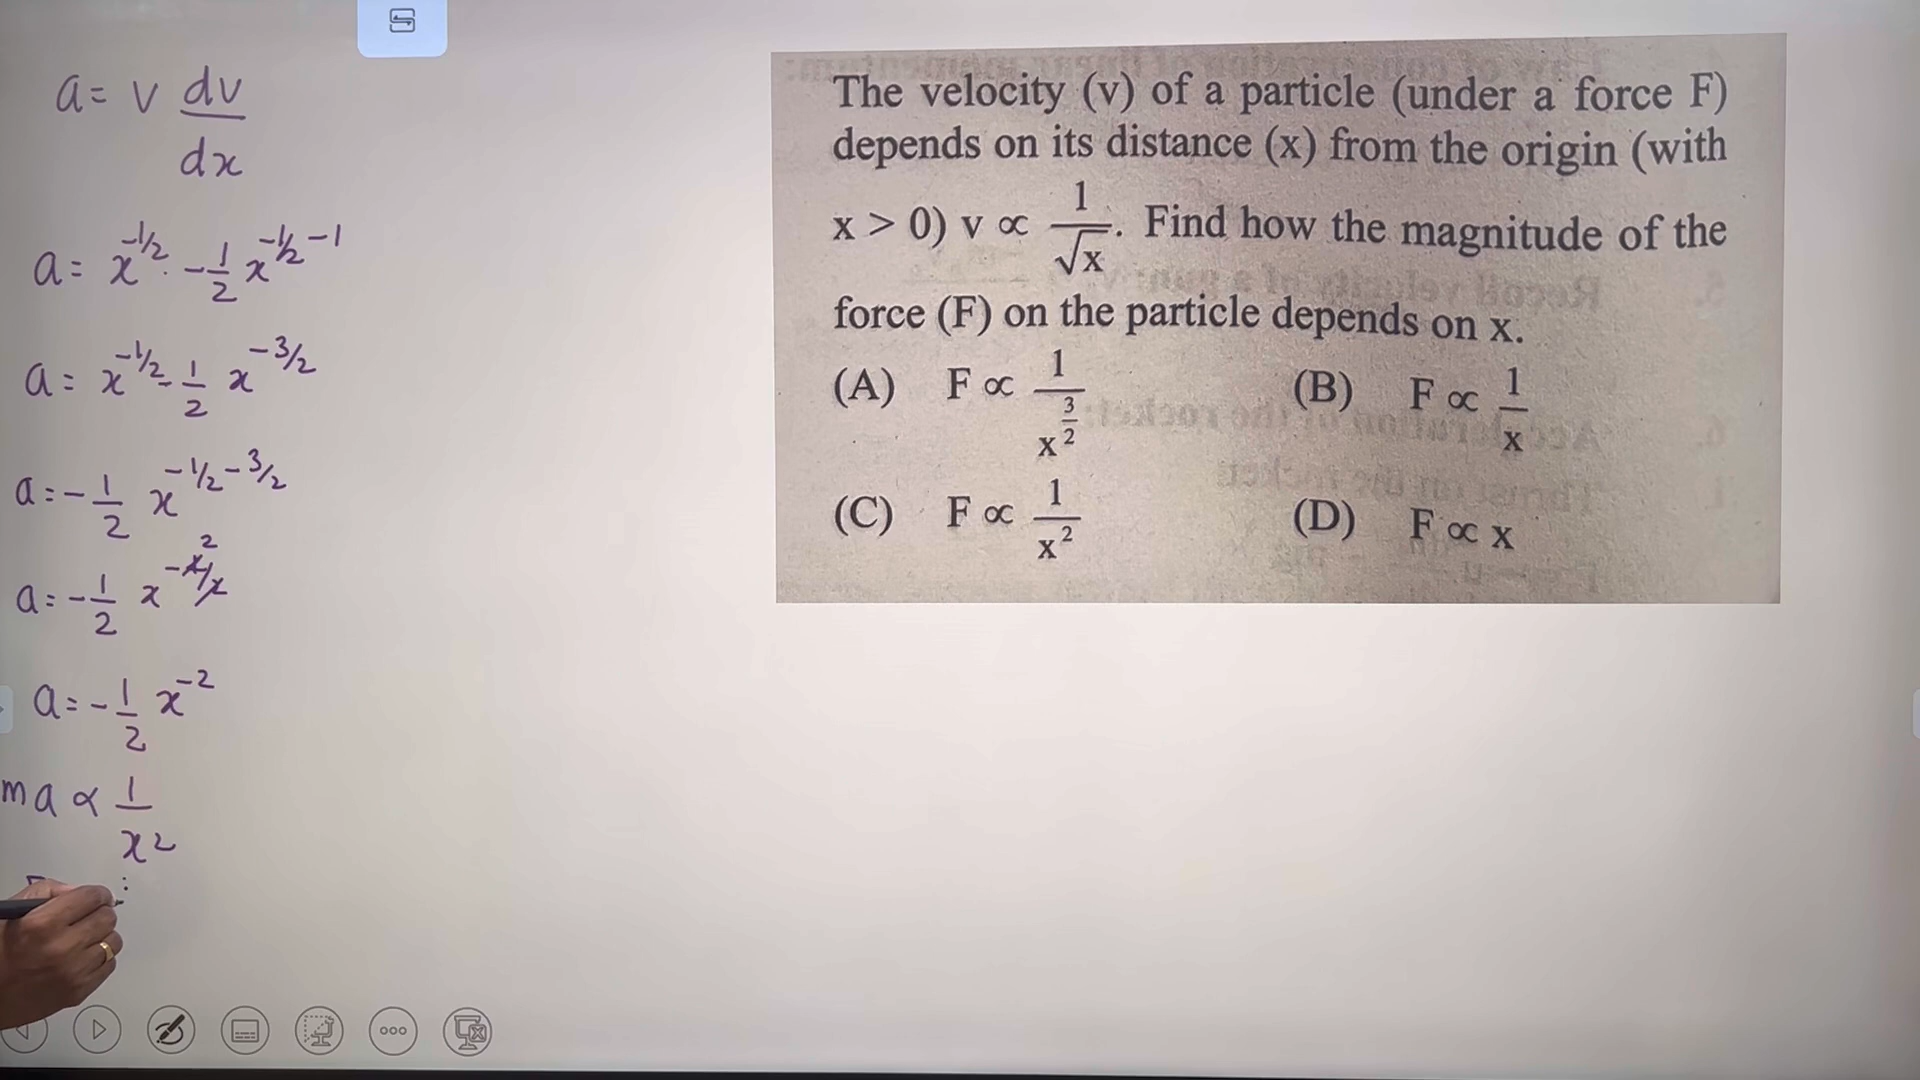 a = v dv/dx
a = x^-1/2 . -1/2 x^-1/2-1
a = x^-1/2 - 1/2 x^-3/2
a = -1/2 x^-1/2-3/2
a = -1/2 x^-4/2 2
a = -1/2 x^-2
ma ∝ 1/x2
The velocity (v) of a particle (under a force F)
depends on its distance (x) from the origin (with
x > 0) v ∝ 1/√x. Find how the magnitude of the
force (F) on the particle depends on x.
(A) F ∝ 1/x^3/2 (B) F ∝ 1/x
(C) F ∝ 1/x^2 (D) F ∝ x